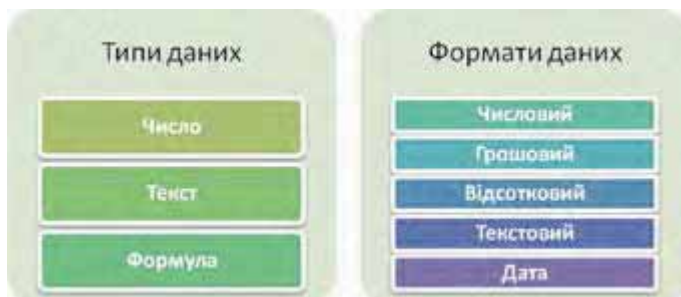 Типи даних
Число
Текст
Формула
Формати даних
Числовий
Грошовий
Відсотковий
Текстовий
Дата